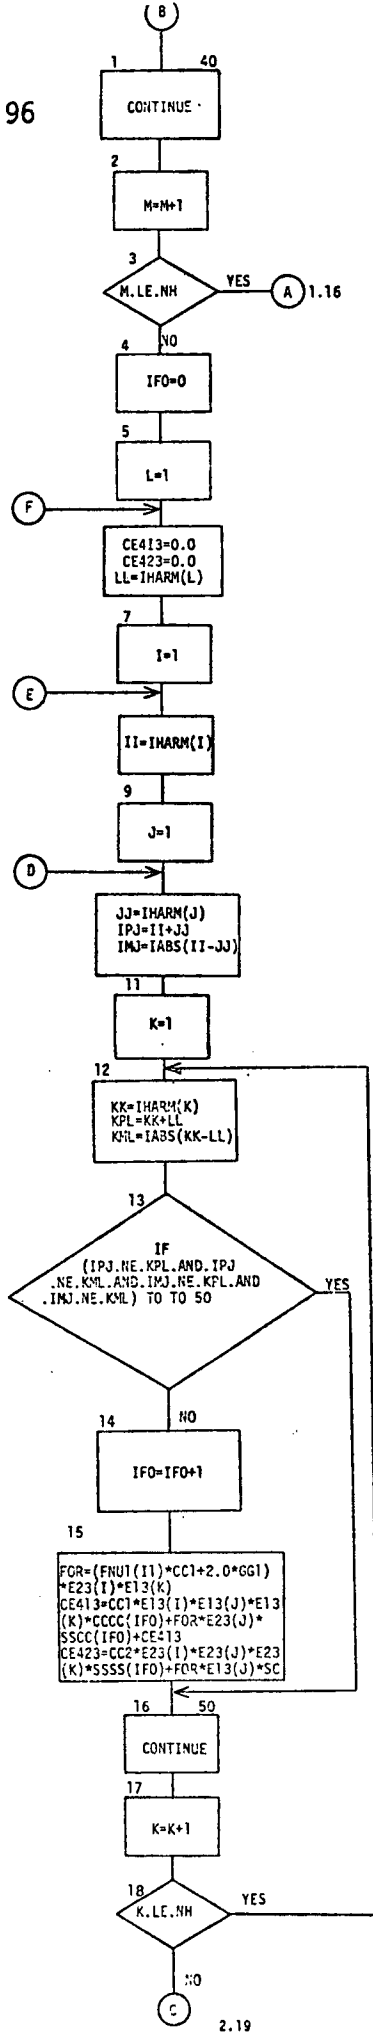 B
1 40
96
CONTINUE
2
M=M+1
3
M.LE.NH
YES
A
1.16
NO
4
IFO=0
5
L=1
F
CE413=0.0
CE423=0.0
LL=IHARM(L)
7
I=1
E
II=IHARM(I)
9
J=1
D
JJ=IHARM(J)
IPJ=II+JJ
IMJ=IABS(II-JJ)
11
K=1
12
KK=IHARM(K)
KPL=KK+LL
KML=IABS(KK-LL)
13
IF
(IPJ.NE.KPL.AND.IPJ
.NE.KML.AND.IMJ.NE.KPL.AND
.IMJ.NE.KML) TO TO 50
YES
NO
14
IFO=IFO+1
15
FOR=(FNU1(I1)*CC1+2.0*GG1)
*E23(I)*E13(K)
CE413=CC1*E13(I)*E13(J)*E13
(K)*CCCC(IFO)+FOR*E23(J)*
SSCC(IFO)+CE413
CE423=CC2*E23(I)*E23(J)*E23
(K)*SSSS(IFO)+FOR*E13(J)*SC
16 50
CONTINUE
17
K=K+1
18
K.LE.NH
YES
NO
C
2.19